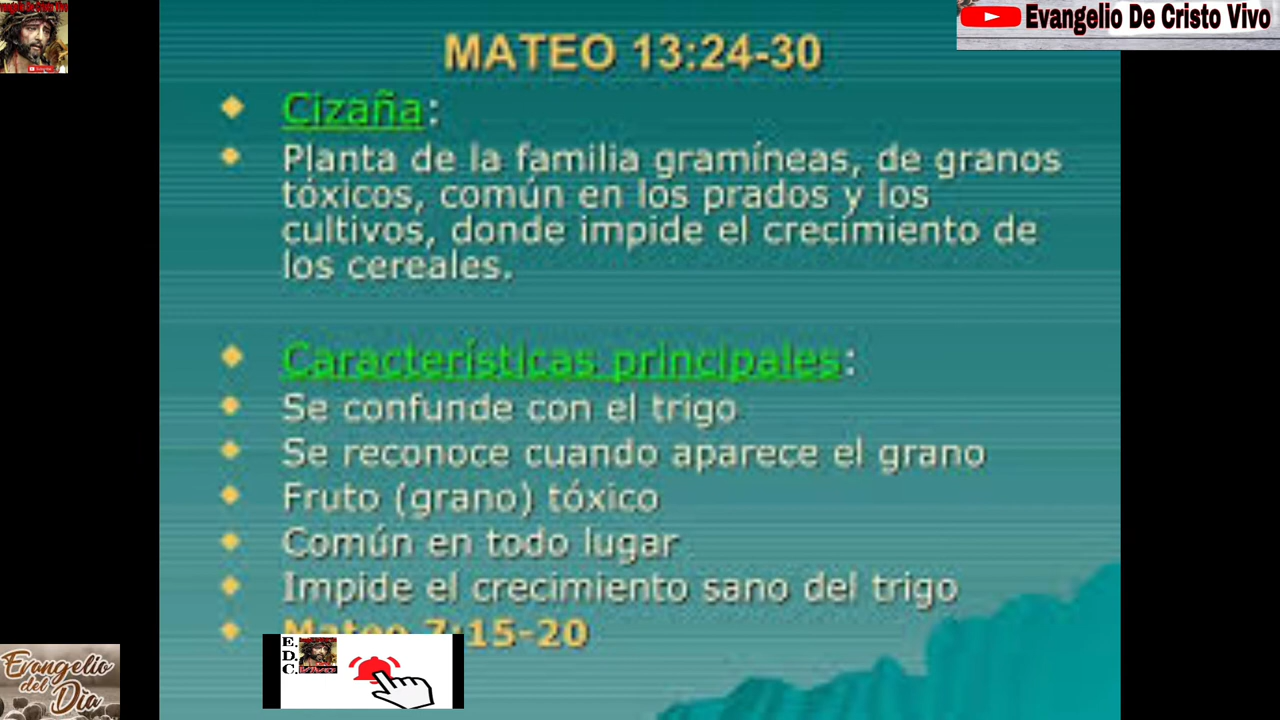 Evangelio De Cristo Vivo
MATEO 13:24-30
Cizaña:
Planta de la familia gramíneas, de granos
tóxicos, común en los prados y los
cultivos, donde impide el crecimiento de
los cereales.
Características principales:
Se confunde con el trigo
Se reconoce cuando aparece el grano
Fruto (grano) tóxico
Común en todo lugar
Impide el crecimiento sano del trigo
Mateo 7:15-20
E.
D.
C.
Evangelio
del Día